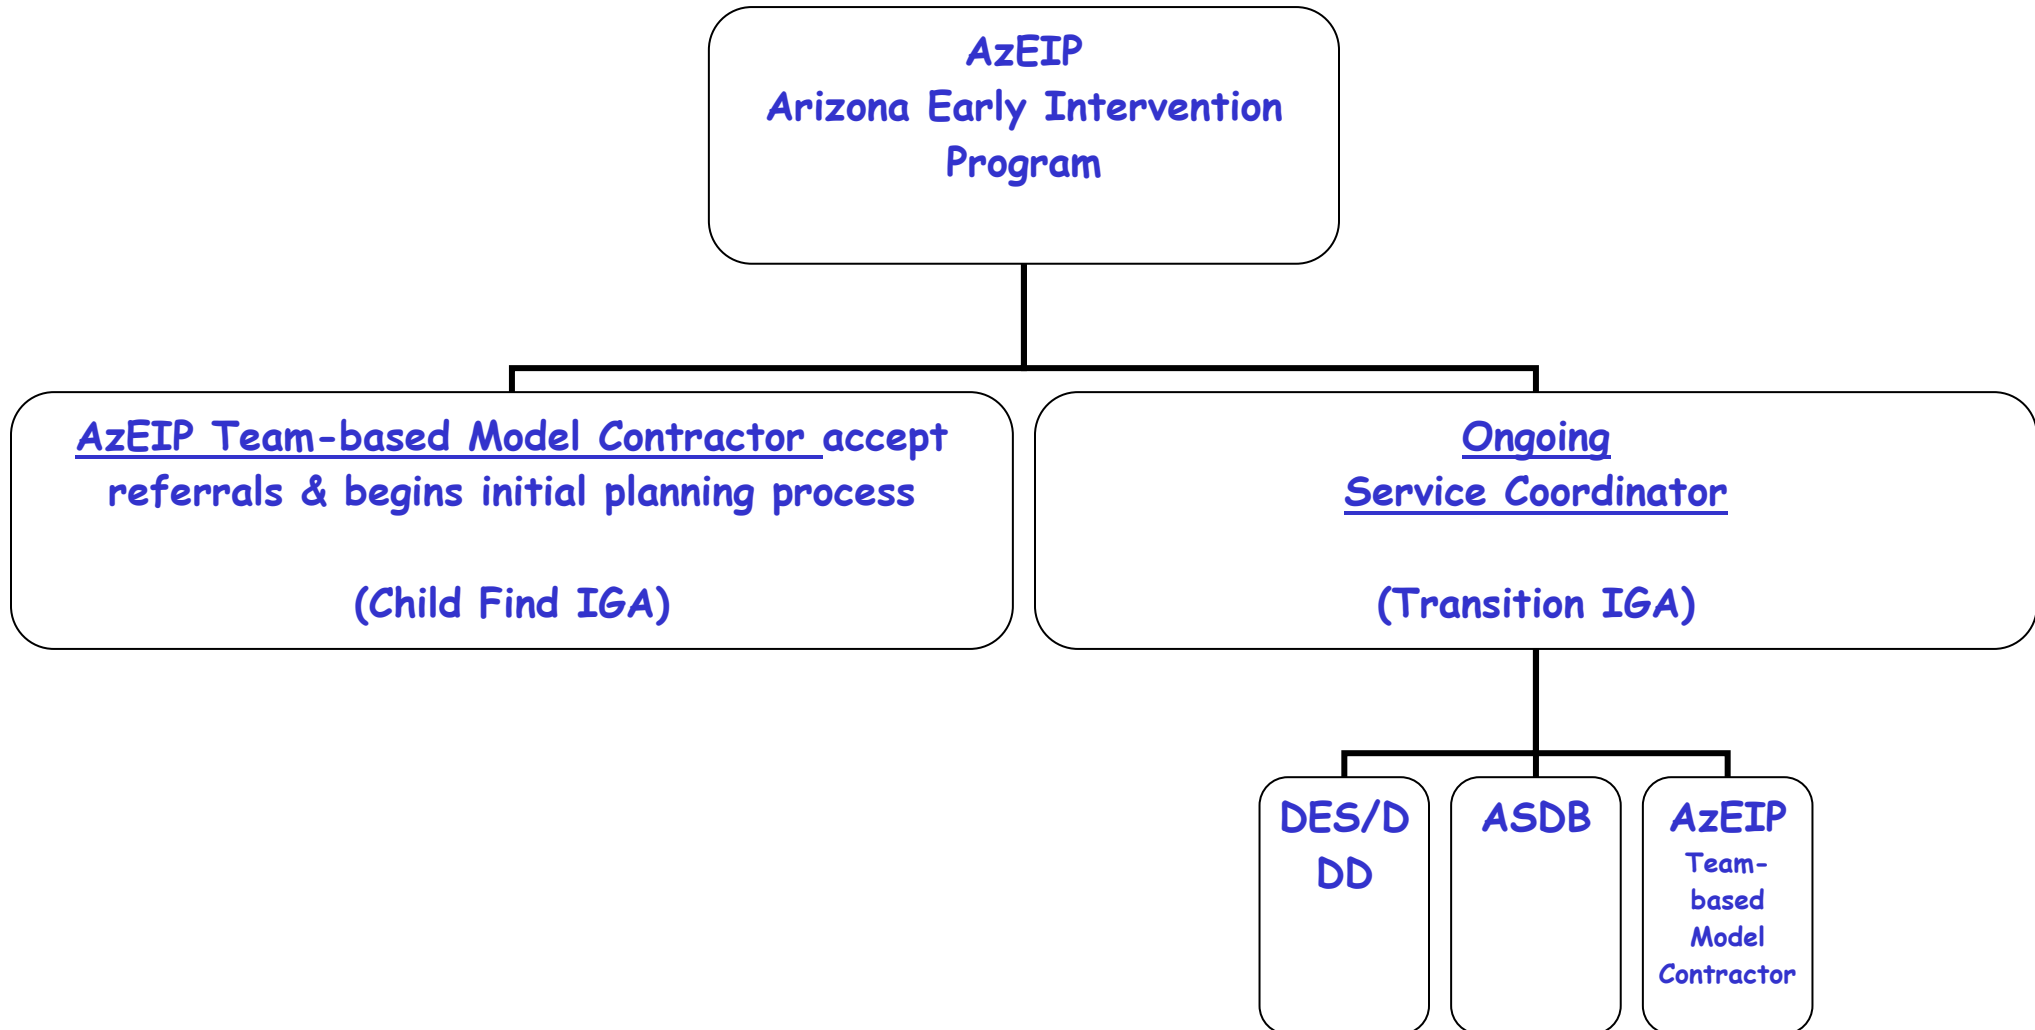 AzEIP
Arizona Early Intervention
Program
AzEIP Team-based Model Contractor accept
referrals & begins initial planning process
(Child Find IGA)
Ongoing
Service Coordinator
(Transition IGA)
DES/D
DD
ASDB
AzEIP
Team-
based
Model
Contractor